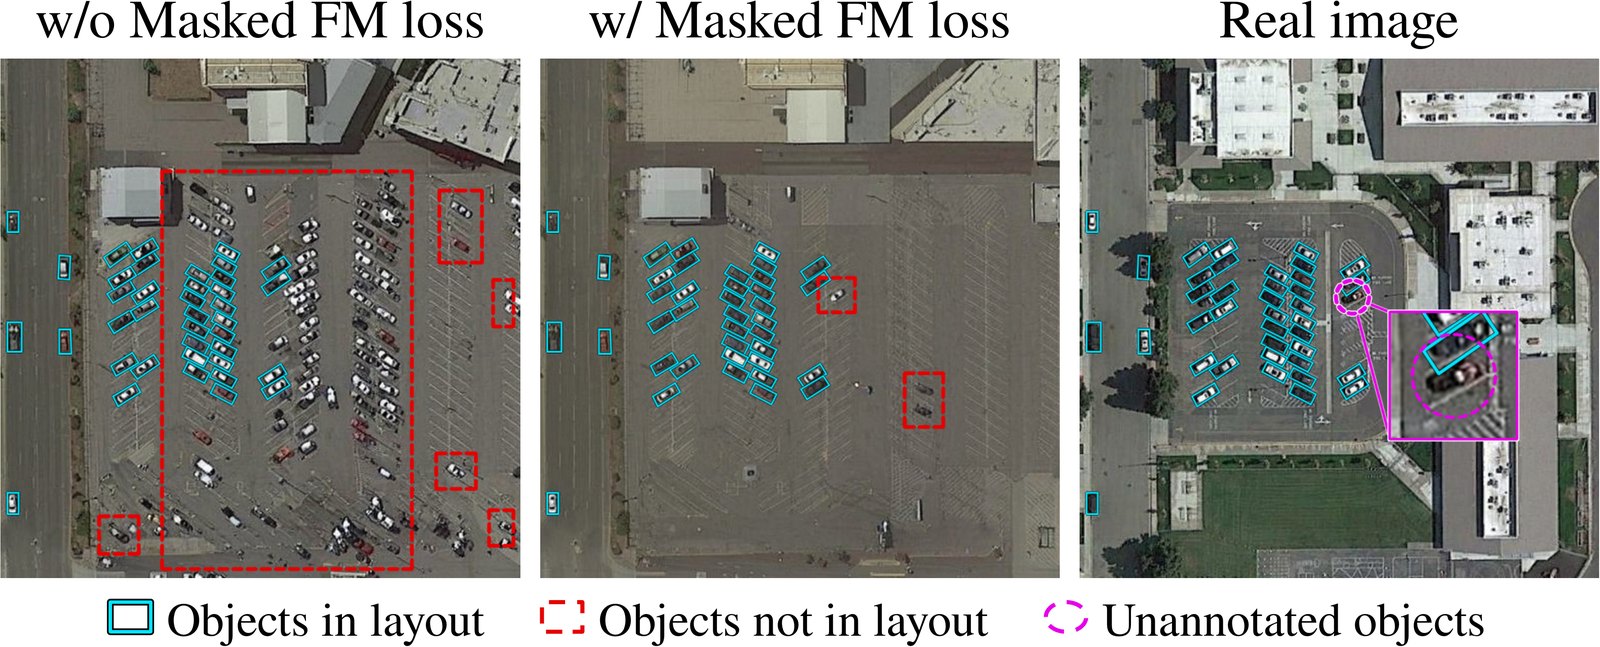 w/o Masked FM loss
w/ Masked FM loss
Real image
Objects in layout
Objects not in layout
Unannotated objects